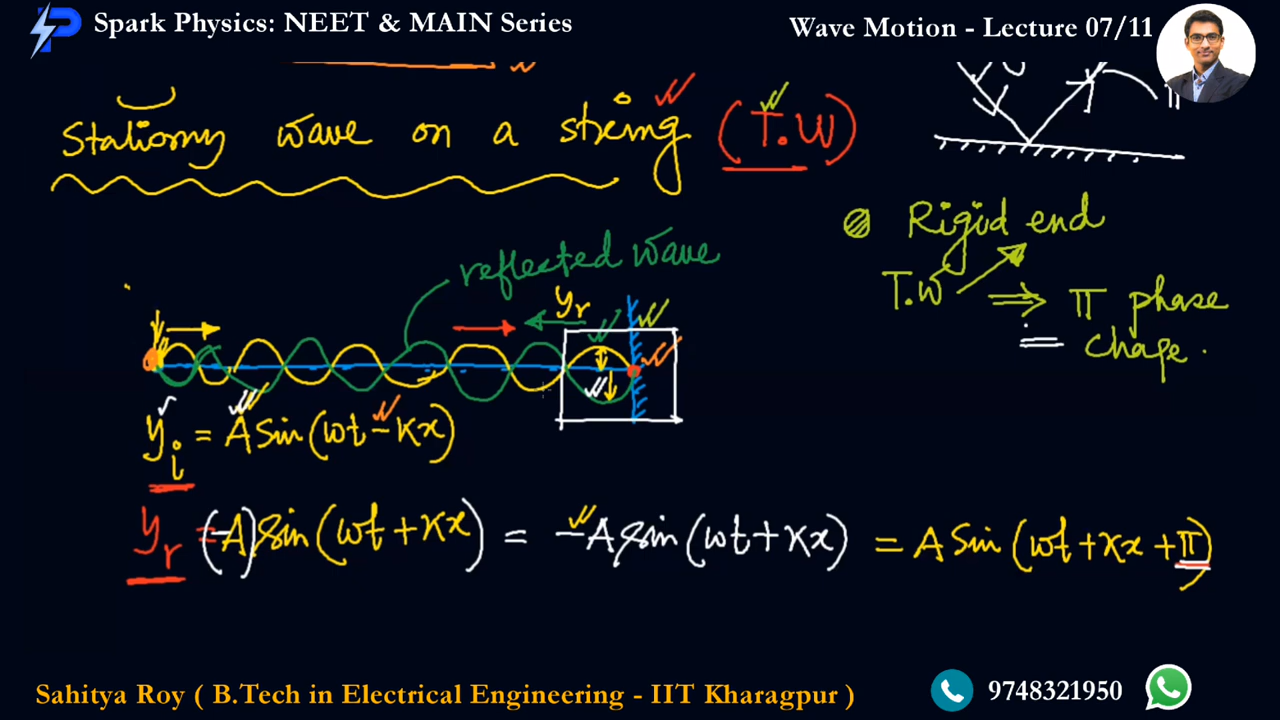 Spark Physics: NEET & MAIN Series
Wave Motion - Lecture 07/11
Stationry wave on a string (T.W)
π
Rigid end
T.W ⇒ π phase
change.
reflected wave
yr
yi = A Sin(ωt - Kx)
yr = (-A) sin(ωt + Kx) = -A sin(ωt + Kx) = A Sin(ωt + Kx + π)
Sahitya Roy ( B.Tech in Electrical Engineering - IIT Kharagpur )
9748321950